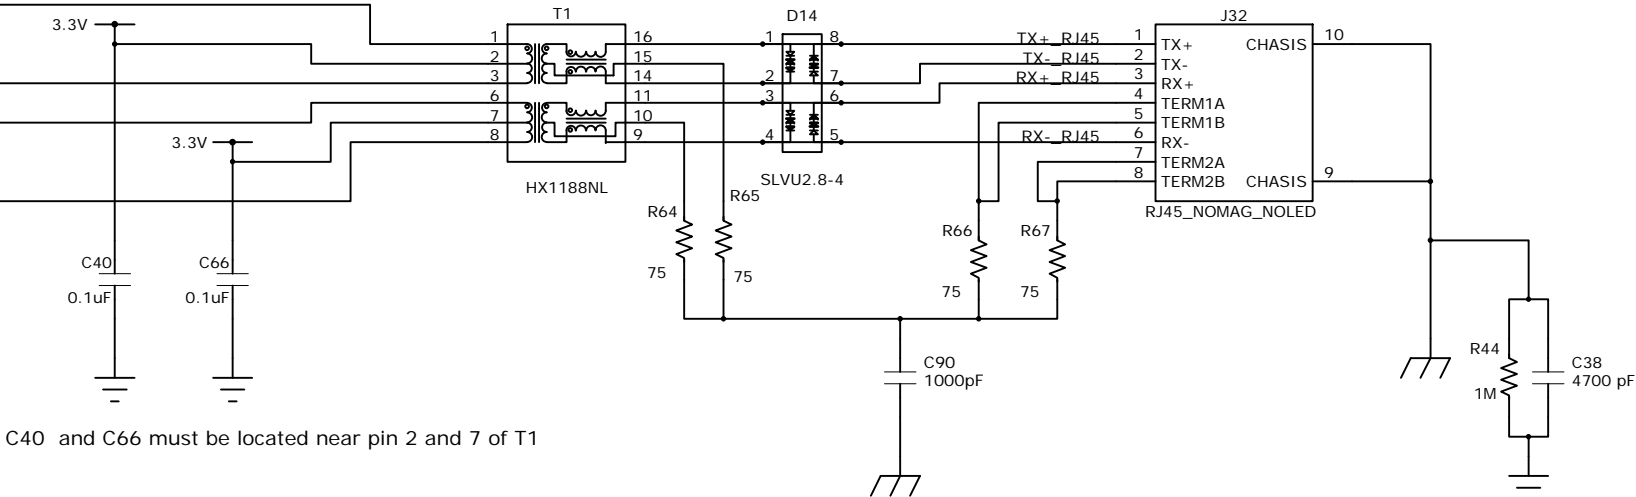 3.3V
T1
D14
J32
1
2
3
6
7
8
16
15
14
11
10
9
3.3V
HX1188NL
1
2
3
4
8
7
6
5
SLVU2.8-4
TX+_RJ45
TX-_RJ45
RX+_RJ45
RX-_RJ45
1
2
3
4
5
6
7
8
TX+
TX-
RX+
TERM1A
TERM1B
RX-
TERM2A
TERM2B
CHASIS
10
CHASIS
9
RJ45_NOMAG_NOLED
C40
0.1uF
C66
0.1uF
R64
75
R65
75
R66
75
R67
75
C90
1000pF
R44
1M
C38
4700 pF
C40  and C66 must be located near pin 2 and 7 of T1